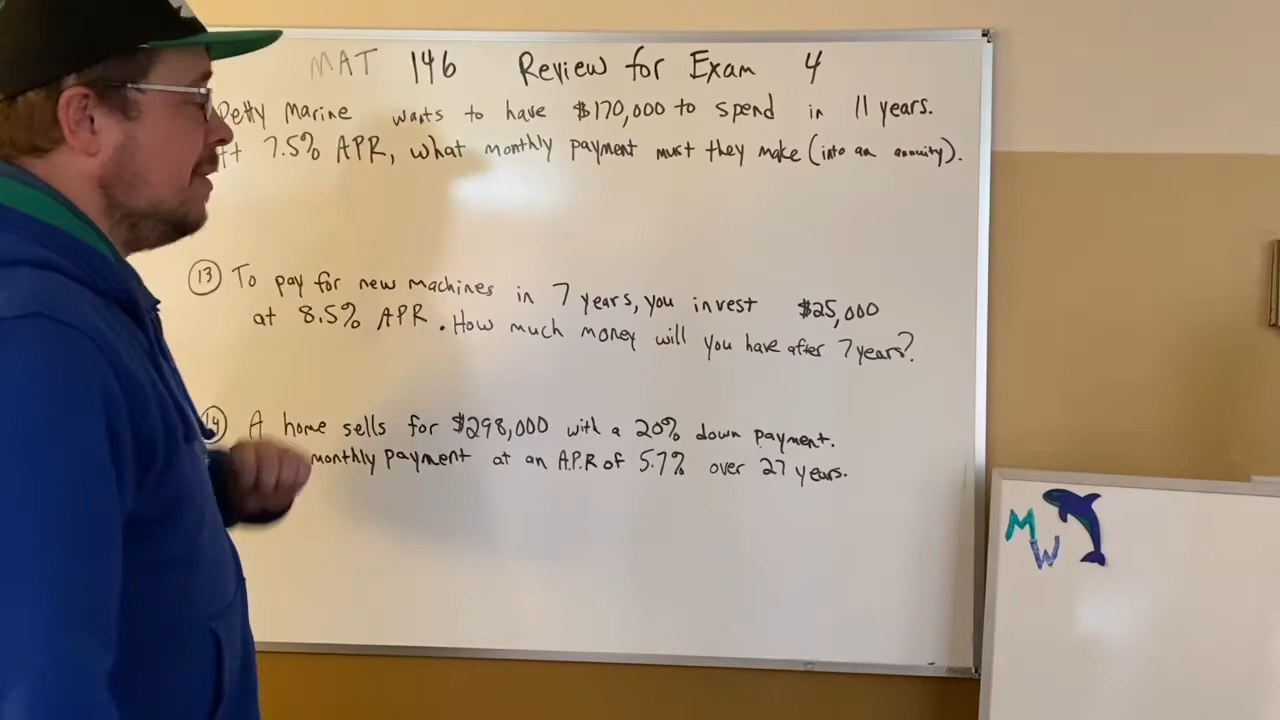 MAT 146 Review for Exam 4
Petty Marine wants to have $170,000 to spend in 11 years.
At 7.5% APR, what monthly payment must they make (into an annuity).
13 To pay for new machines in 7 years, you invest $25,000
at 8.5% APR. How much money will you have after 7 years?
14 A home sells for $298,000 with a 20% down payment.
monthly payment at an A.P.R of 5.7% over 27 years.
MW